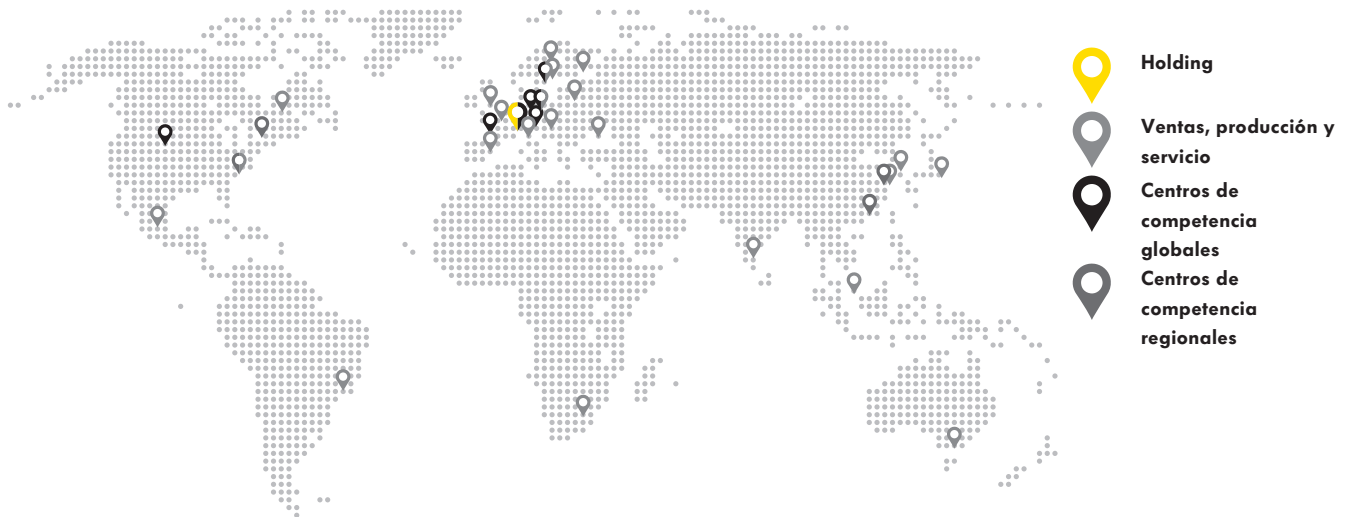 Holding
Ventas, producción y
servicio
Centros de
competencia
globales
Centros de
competencia
regionales